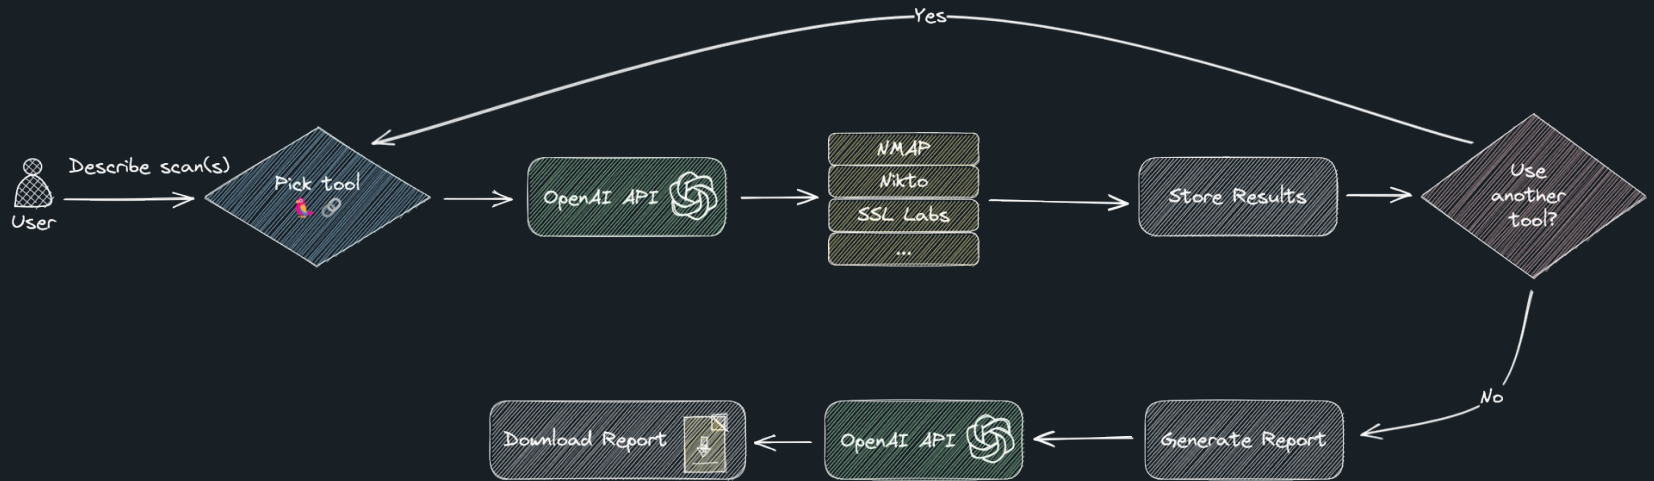 Yes
Describe scan(s)
User
Pick tool
OpenAI API
NMAP
Nikto
SSL Labs
...
Store Results
Use
another
tool?
No
Generate Report
OpenAI API
Download Report